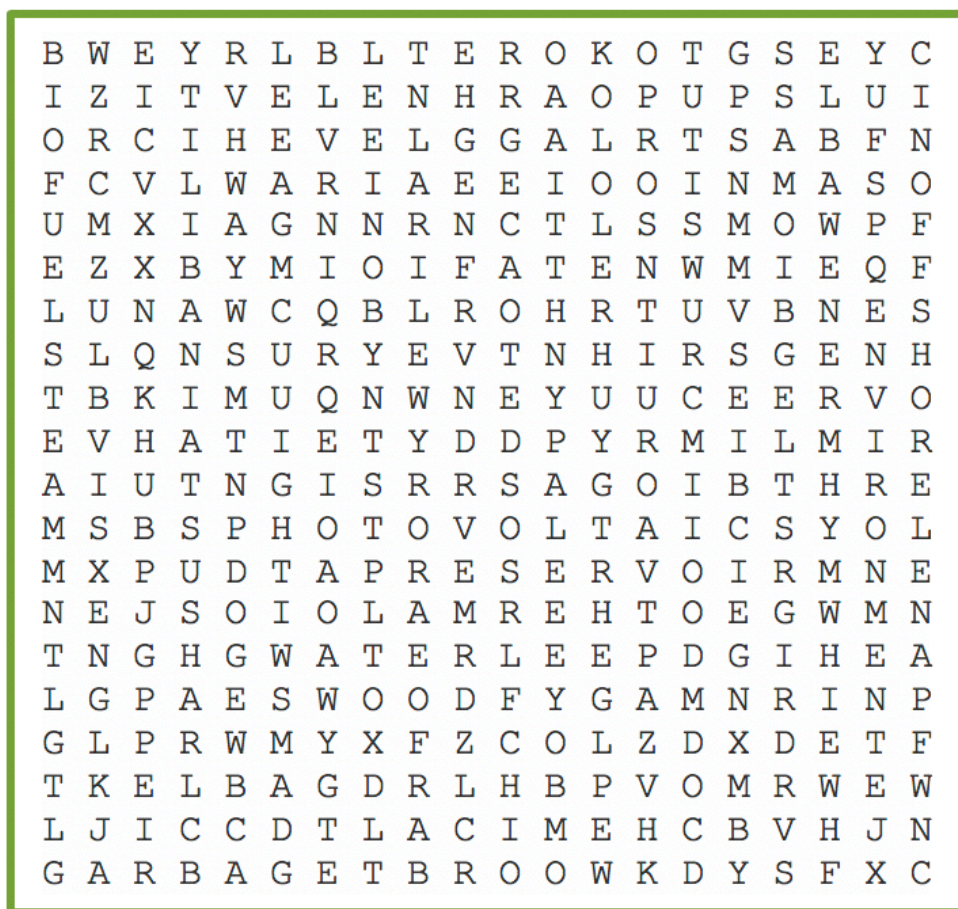 B W E Y R L B L T E R O K O T G S E Y C
I Z I T V E L E N H R A O P U P S L U I
O R C I H E V E L G G A L R T S A B F N
F C V L W A R I A E E I O O I N M A S O
U M X I A G N N R N C T L S S M O W P F
E Z X B Y M I O I F A T E N W M I E Q F
L U N A W C Q B L R O H R T U V B N E S
S L Q N S U R Y E V T N H I R S G E N H
T B K I M U Q N W N E Y U U C E E R V O
E V H A T I E T Y D D P Y R M I L M I R
A I U T N G I S R R S A G O I B T H R E
M S B S P H O T O V O L T A I C S Y O L
M X P U D T A P R E S E R V O I R M N E
N E J S O I O L A M R E H T O E G W M N
T N G H G W A T E R L E E P D G I H E A
L G P A E S W O O D F Y G A M N R I N P
G L P R W M Y X F Z C O L Z D X D E T F
T K E L B A G D R L H B P V O M R W E W
L J I C C D T L A C I M E H C B V H J N
G A R B A G E T B R O O W K D Y S F X C